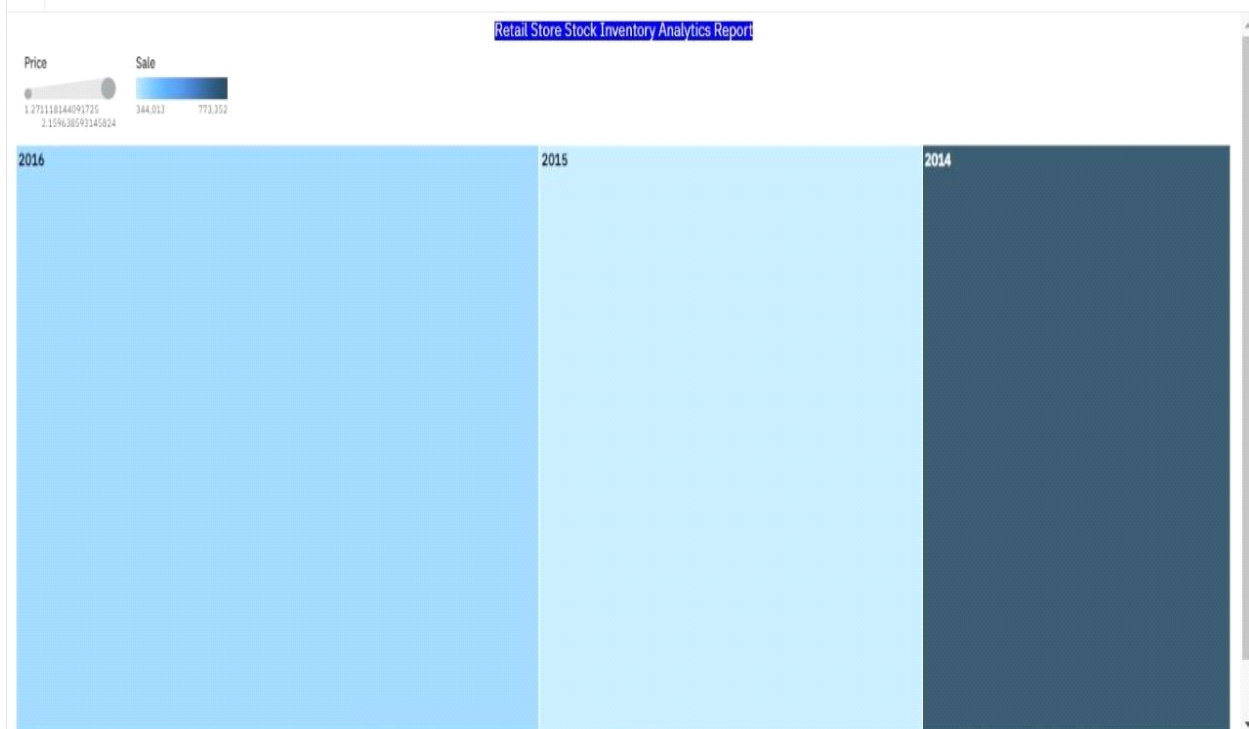 Retail Store Stock Inventory Analytics Report
Price Sale
1.271118144091725 344,013 773,352
2.159638593145824
2016 2015 2014